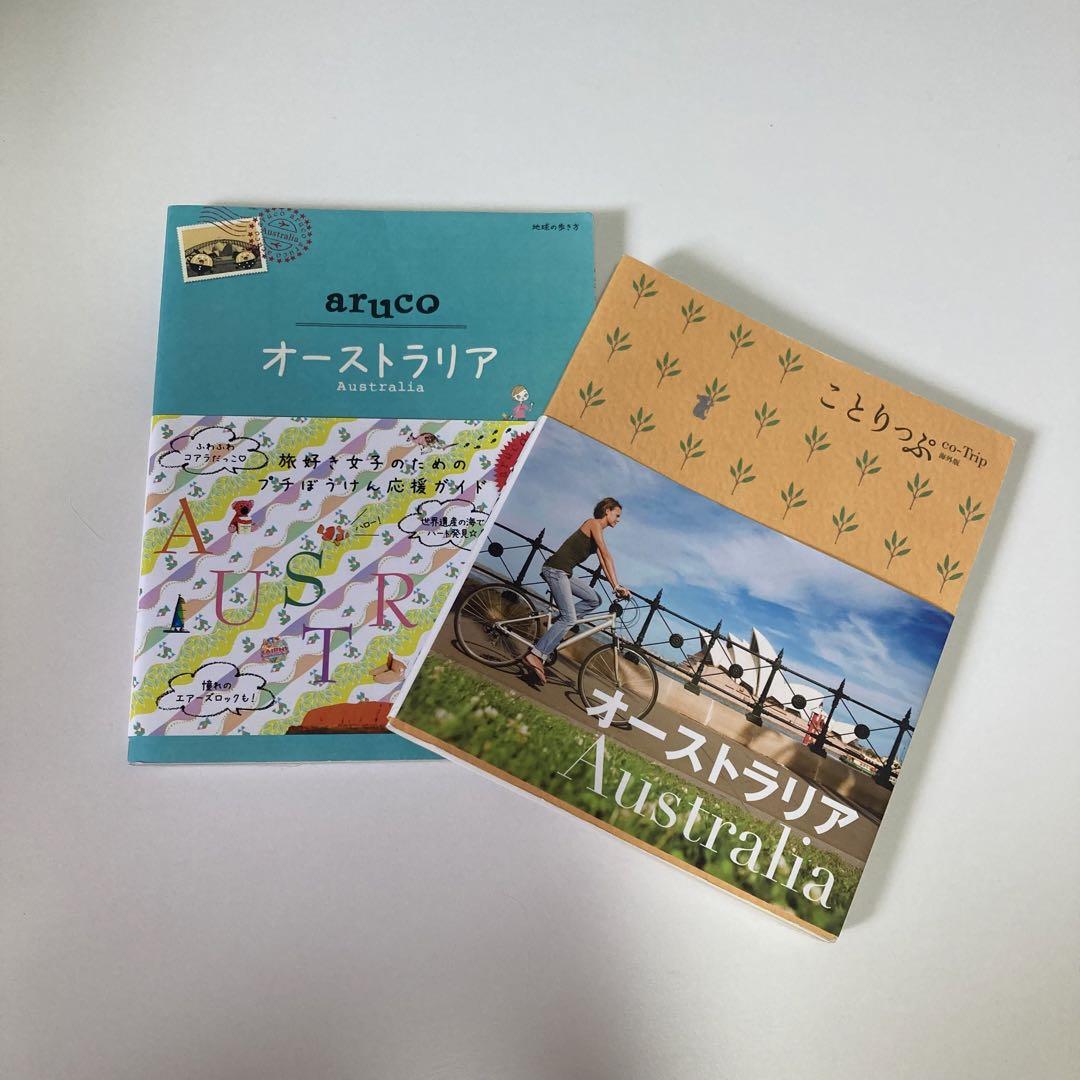 aruco aruco
Australia
地球の歩き方
aruco
オーストラリア
Australia
ふわふわ
コアラだっこ♡
旅好き女子のための
プチぼうけん応援ガイド
ハロー!
世界遺産の海で
ハート発見☆
A
U
S
T
R
CAIRNS
憧れの
エアーズロックも!
ことりっぷ
co-Trip
海外版
オーストラリア
Australia